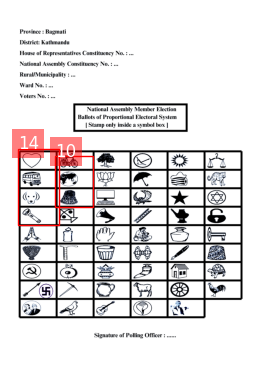 Province : Bagmati
District: Kathmandu
House of Representatives Constituency No. : ...
National Assembly Constituency No. : ...
Rural/Municipality : ...
Ward No. : ...
Voters No. : ...
National Assembly Member Election
Ballots of Proportional Electoral System
[ Stamp only inside a symbol box ]
14
10
Signature of Polling Officer : ......